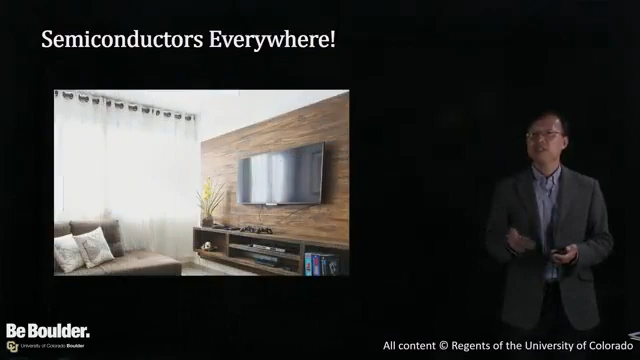 Semiconductors Everywhere!
Be Boulder.
University of Colorado Boulder
All content © Regents of the University of Colorado